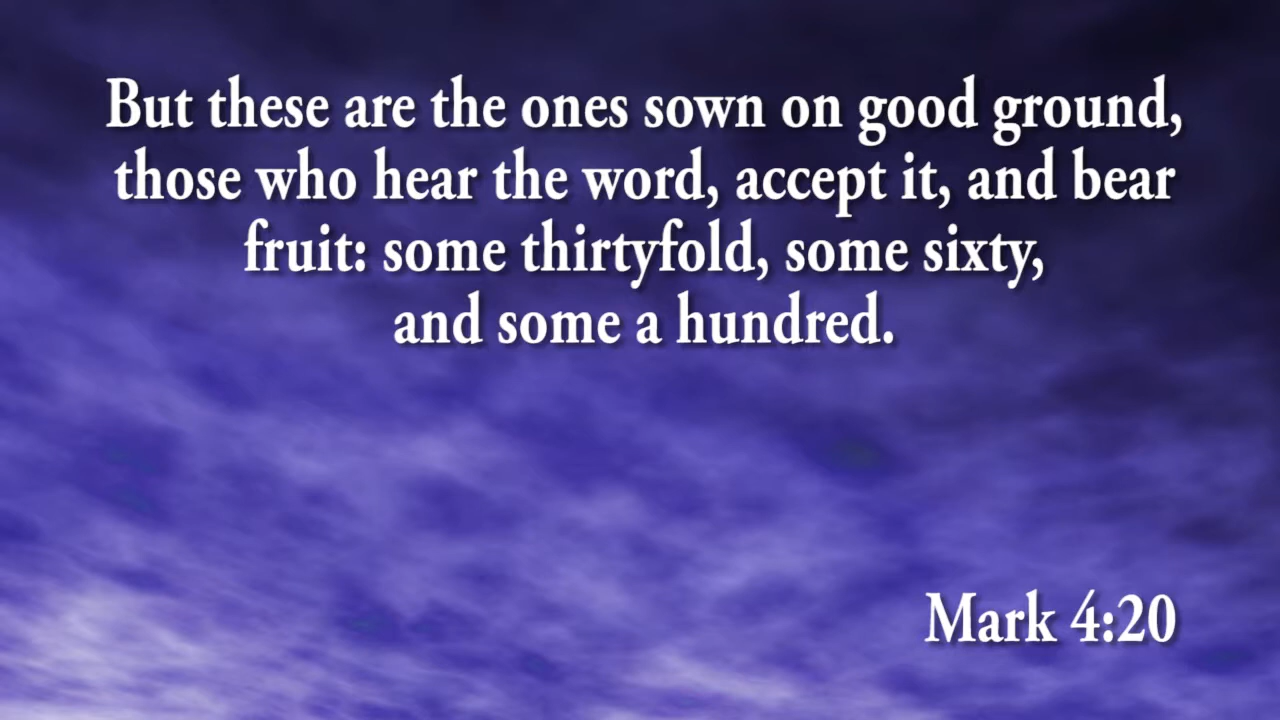 But these are the ones sown on good ground,
those who hear the word, accept it, and bear
fruit: some thirtyfold, some sixty,
and some a hundred.
Mark 4:20